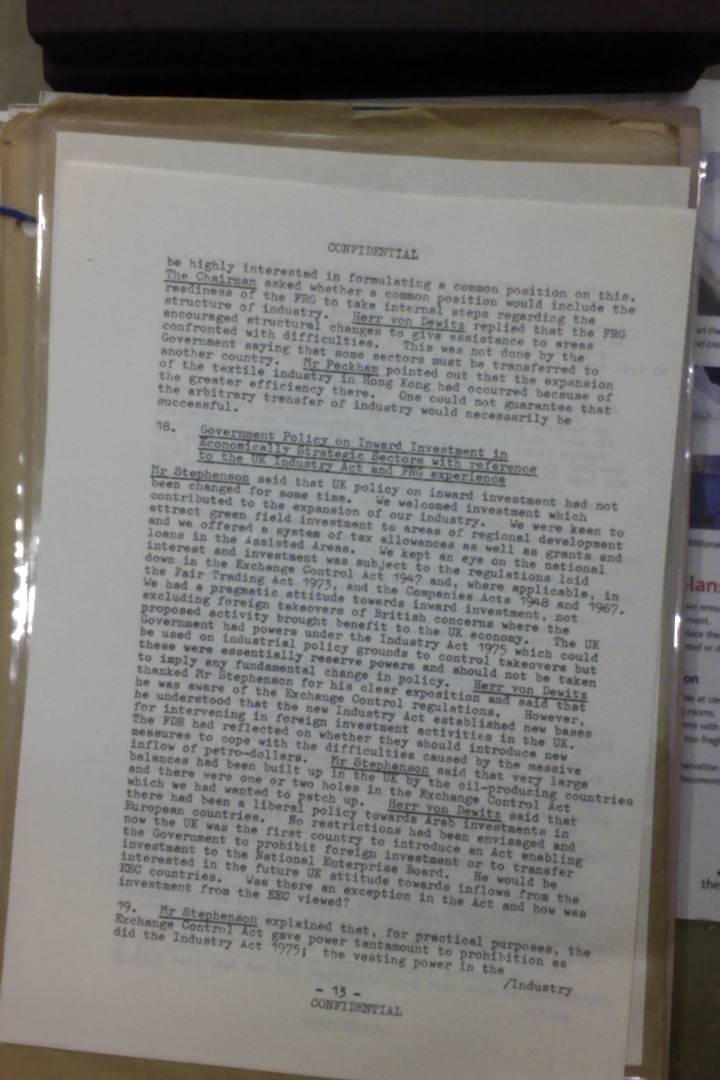 CONFIDENTIAL
be highly interested in formulating a common position on this.
The Chairman asked whether a common position would include the
readiness of the FRG to take internal steps regarding the
structure of industry. Herr von Dewitz replied that the FRG
encouraged structural changes to give assistance to areas
confronted with difficulties. This was not done by the
Government saying that some sectors must be transferred to
another country. Mr Peckham pointed out that the expansion
of the textile industry in Hong Kong had occurred because of
the greater efficiency there. One could not guarantee that
the arbitrary transfer of industry would necessarily be
successful.
18. Government Policy on Inward Investment in
Economically Strategic Sectors with reference
to the UK Industry Act and FRG experience
Mr Stephenson said that UK policy on inward investment had not
been changed for some time. We welcomed investment which
contributed to the expansion of our industry. We were keen to
attract green field investment to areas of regional development
and we offered a system of tax allowances as well as grants and
loans in the Assisted Areas. We kept an eye on the national
interest and investment was subject to the regulations laid
down in the Exchange Control Act 1947 and, where applicable, in
the Fair Trading Act 1973, and the Companies Acts 1948 and 1967.
We had a pragmatic attitude towards inward investment, not
excluding foreign takeovers of British concerns where the
proposed activity brought benefit to the UK economy. The UK
Government had powers under the Industry Act 1975 which could
be used on industrial policy grounds to control takeovers but
these were essentially reserve powers and should not be taken
to imply any fundamental change in policy. Herr von Dewitz
thanked Mr Stephenson for his clear exposition and said that
he was aware of the Exchange Control regulations. However,
he understood that the new Industry Act established new bases
for intervening in foreign investment activities in the UK.
The FDR had reflected on whether they should introduce new
measures to cope with the difficulties caused by the massive
inflow of petro-dollars. Mr Stephenson said that very large
balances had been built up in the UK by the oil-producing countries
and there were one or two holes in the Exchange Control Act
which we had wanted to patch up. Herr von Dewitz said that
there had been a liberal policy towards Arab investments in
European countries. No restrictions had been envisaged and
now the UK was the first country to introduce an Act enabling
the Government to prohibit foreign investment or to transfer
investment to the National Enterprise Board. He would be
interested in the future UK attitude towards inflows from the
EEC countries. Was there an exception in the Act and how was
investment from the EEC viewed?
19. Mr Stephenson explained that, for practical purposes, the
Exchange Control Act gave power tantamount to prohibition as
did the Industry Act 1975; the vesting power in the
/Industry
- 13 -
CONFIDENTIAL